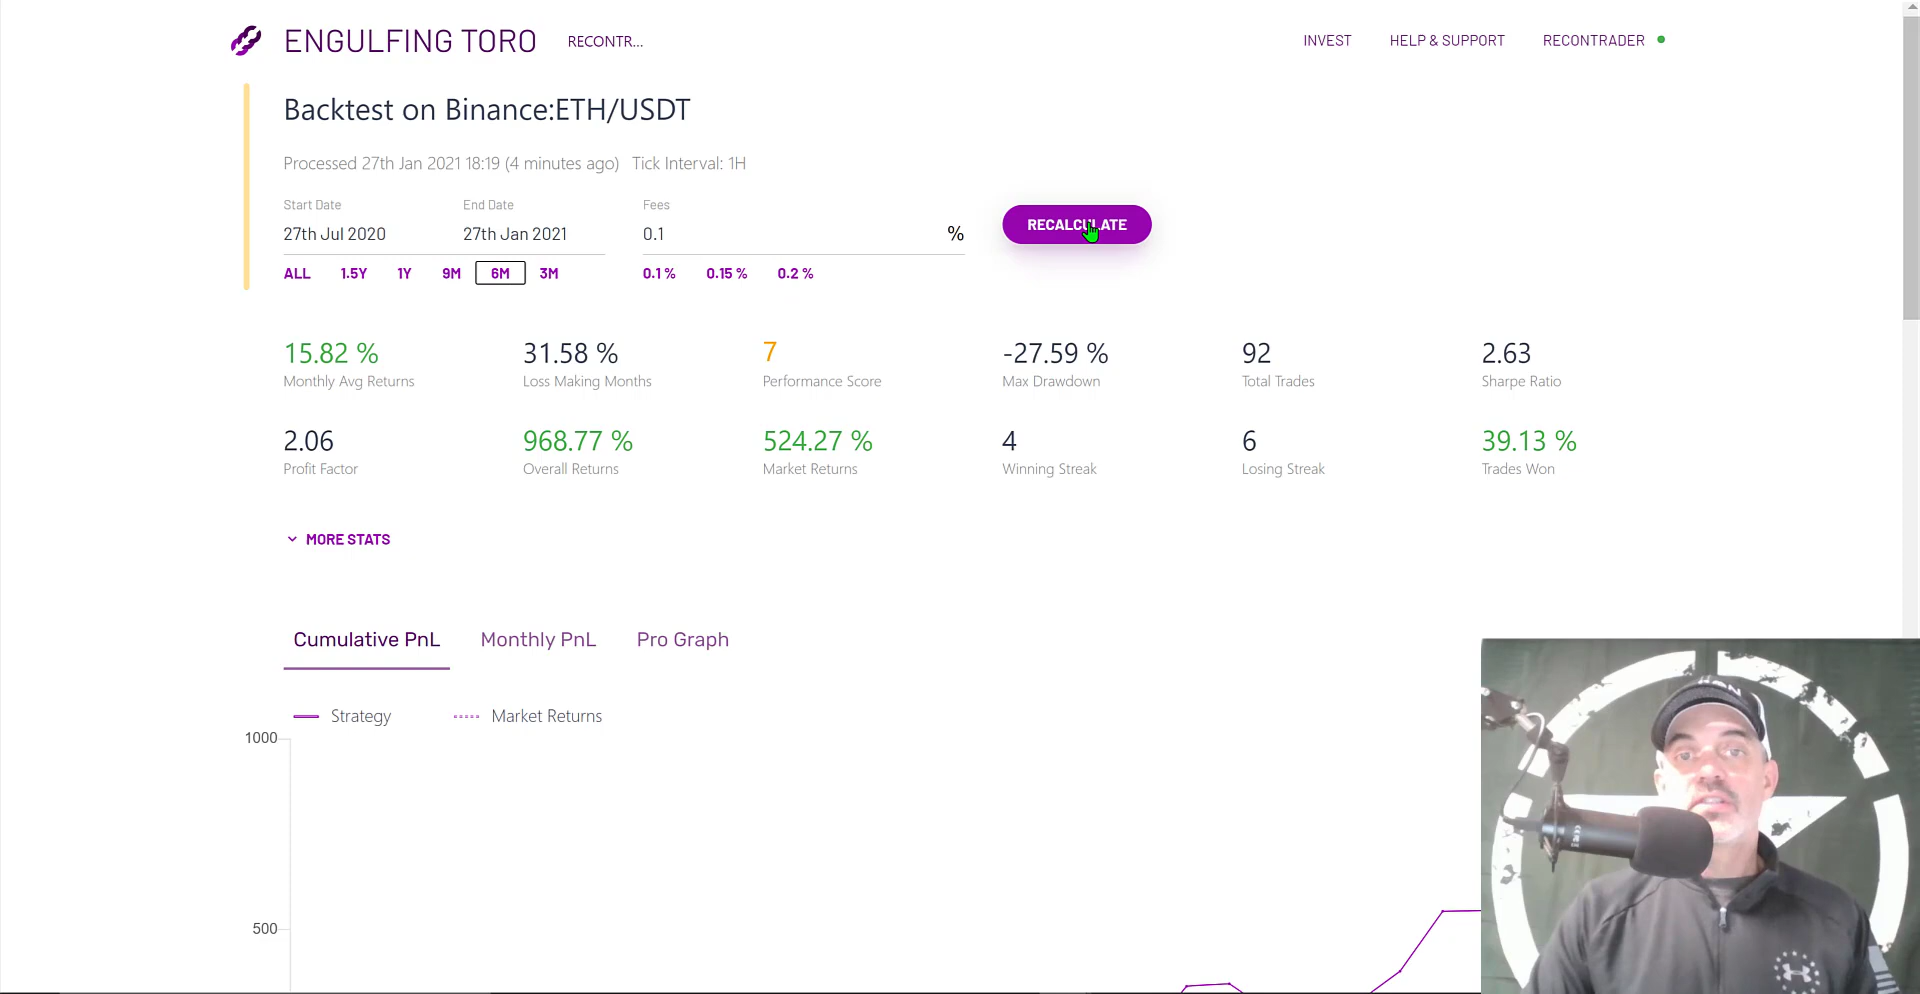 ENGULFING TORO RECONTR... INVEST HELP & SUPPORT RECONTRADER
Backtest on Binance:ETH/USDT
Processed 27th Jan 2021 18:19 (4 minutes ago) Tick Interval: 1H
Start Date End Date Fees
27th Jul 2020 27th Jan 2021 0.1 % RECALCULATE
ALL 1.5Y 1Y 9M 6M 3M 0.1 % 0.15 % 0.2 %
15.82 % 31.58 % 7 -27.59 % 92 2.63
Monthly Avg Returns Loss Making Months Performance Score Max Drawdown Total Trades Sharpe Ratio
2.06 968.77 % 524.27 % 4 6 39.13 %
Profit Factor Overall Returns Market Returns Winning Streak Losing Streak Trades Won
MORE STATS
Cumulative PnL Monthly PnL Pro Graph
Strategy Market Returns
1000
500